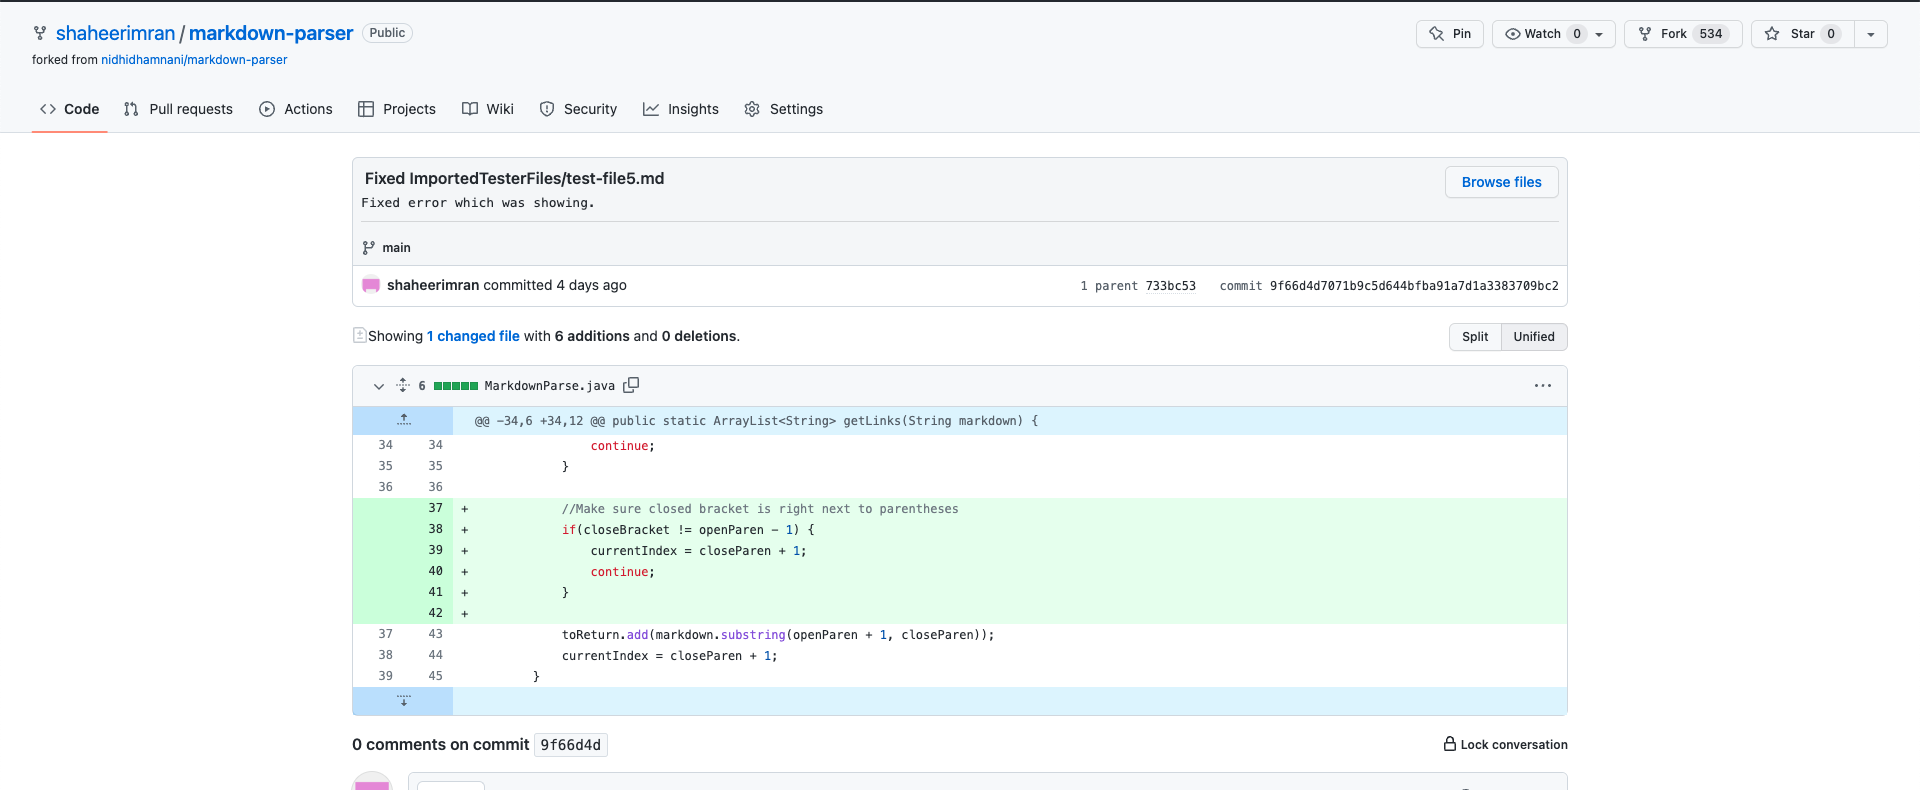 shaheerimran / markdown-parser Public
Pin Watch 0 Fork 534 Star 0
forked from nidhidhamnani/markdown-parser
Code Pull requests Actions Projects Wiki Security Insights Settings
Fixed ImportedTesterFiles/test-file5.md
Browse files
Fixed error which was showing.
main
shaheerimran committed 4 days ago 1 parent 733bc53 commit 9f66d4d7071b9c5d644bfba91a7d1a3383709bc2
Showing 1 changed file with 6 additions and 0 deletions. Split Unified
6 MarkdownParse.java
@@ -34,6 +34,12 @@ public static ArrayList<String> getLinks(String markdown) {
34 34 continue;
35 35 }
36 36
37 + //Make sure closed bracket is right next to parentheses
38 + if(closeBracket != openParen - 1) {
39 + currentIndex = closeParen + 1;
40 + continue;
41 + }
42 +
37 43 toReturn.add(markdown.substring(openParen + 1, closeParen));
38 44 currentIndex = closeParen + 1;
39 45 }
0 comments on commit 9f66d4d Lock conversation